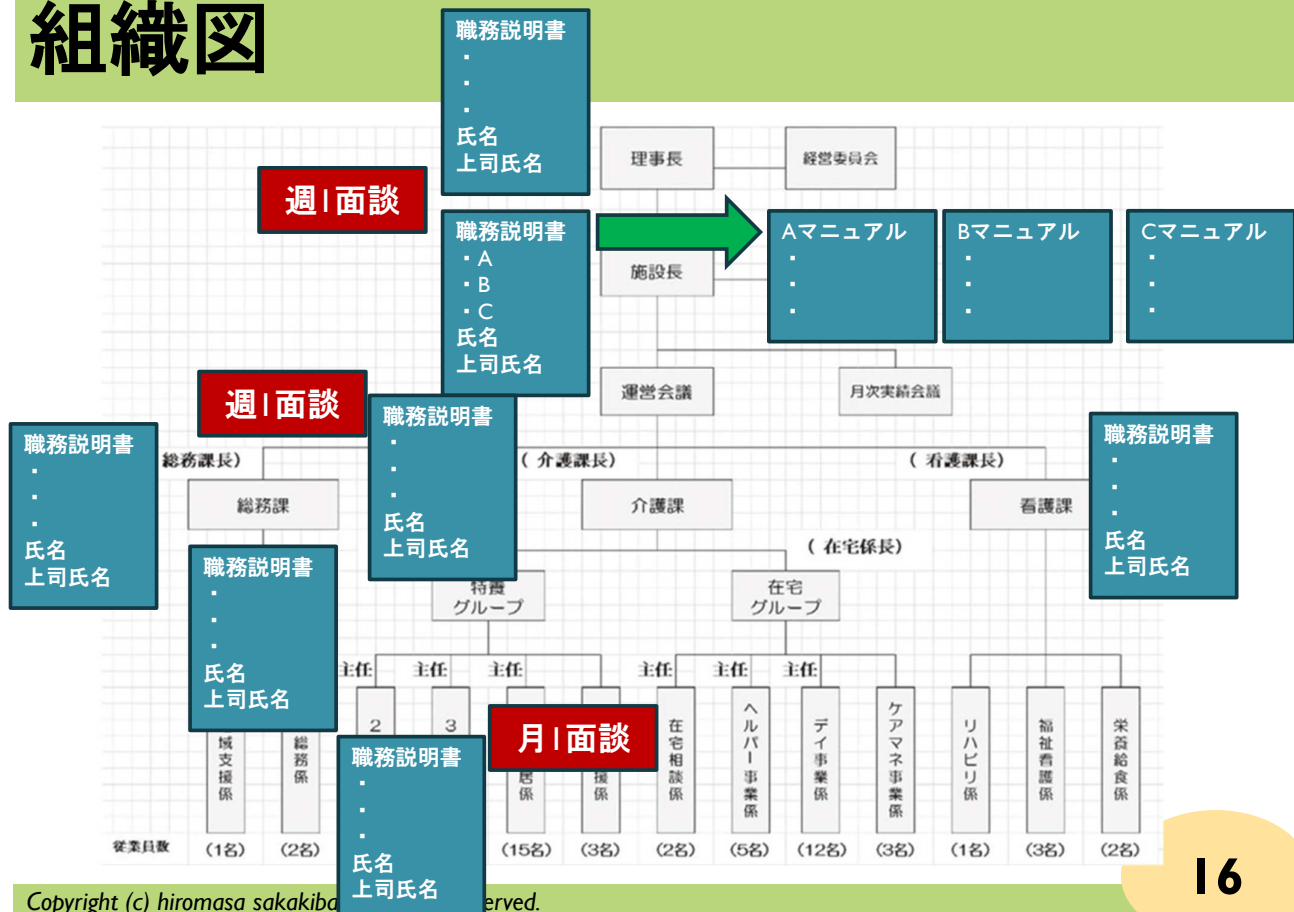 組織図
職務説明書
・
・
・
氏名
上司氏名
理事長
経営委員会
週1面談
職務説明書
・A
・B
・C
氏名
上司氏名
施設長
Aマニュアル
・
・
・
Bマニュアル
・
・
・
Cマニュアル
・
・
・
運営会議
月次実績会議
週1面談
職務説明書
・
・
・
氏名
上司氏名
職務説明書
・
・
・
氏名
上司氏名
総務課長)
( 介護課長)
( 看護課長)
職務説明書
・
・
・
氏名
上司氏名
総務課
介護課
看護課
( 在宅係長)
職務説明書
・
・
・
氏名
上司氏名
特養
グループ
在宅
グループ
主任
主任
主任
主任
主任
主任
月1面談
域支援係
総務係
2
3
居係
援係
在宅相談係
ヘルパー事業係
デイ事業係
ケアマネ事業係
リハビリ係
福祉看護係
栄養給食係
職務説明書
・
・
・
氏名
上司氏名
従業員数
(1名)
(2名)
(15名)
(3名)
(2名)
(5名)
(12名)
(3名)
(1名)
(3名)
(2名)
16
Copyright (c) hiromasa sakakiba
erved.